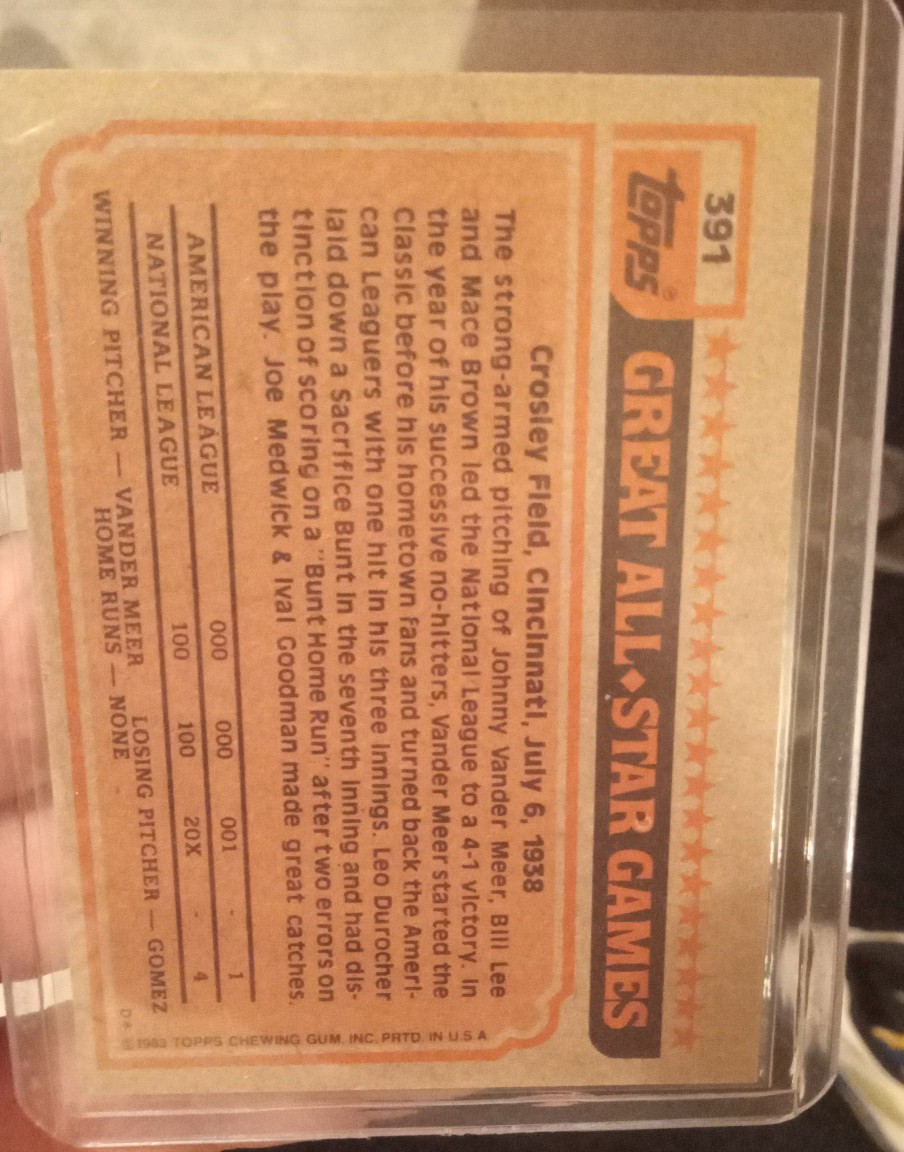 391
topps®
GREAT ALL◆STAR GAMES
Crosley Field, Cincinnati, July 6, 1938
The strong-armed pitching of Johnny Vander Meer, Bill Lee
and Mace Brown led the National League to a 4-1 victory. In
the year of his successive no-hitters, Vander Meer started the
Classic before his hometown fans and turned back the Ameri-
can Leaguers with one hit in his three innings. Leo Durocher
laid down a Sacrifice Bunt in the seventh inning and had dis-
tinction of scoring on a "Bunt Home Run" after two errors on
the play. Joe Medwick & Ival Goodman made great catches.
AMERICAN LEAGUE 000 000 001 - 1
NATIONAL LEAGUE 100 100 20X - 4
WINNING PITCHER — VANDER MEER LOSING PITCHER — GOMEZ
HOME RUNS — NONE
© 1983 TOPPS CHEWING GUM, INC. PRTD. IN U.S.A.
D*